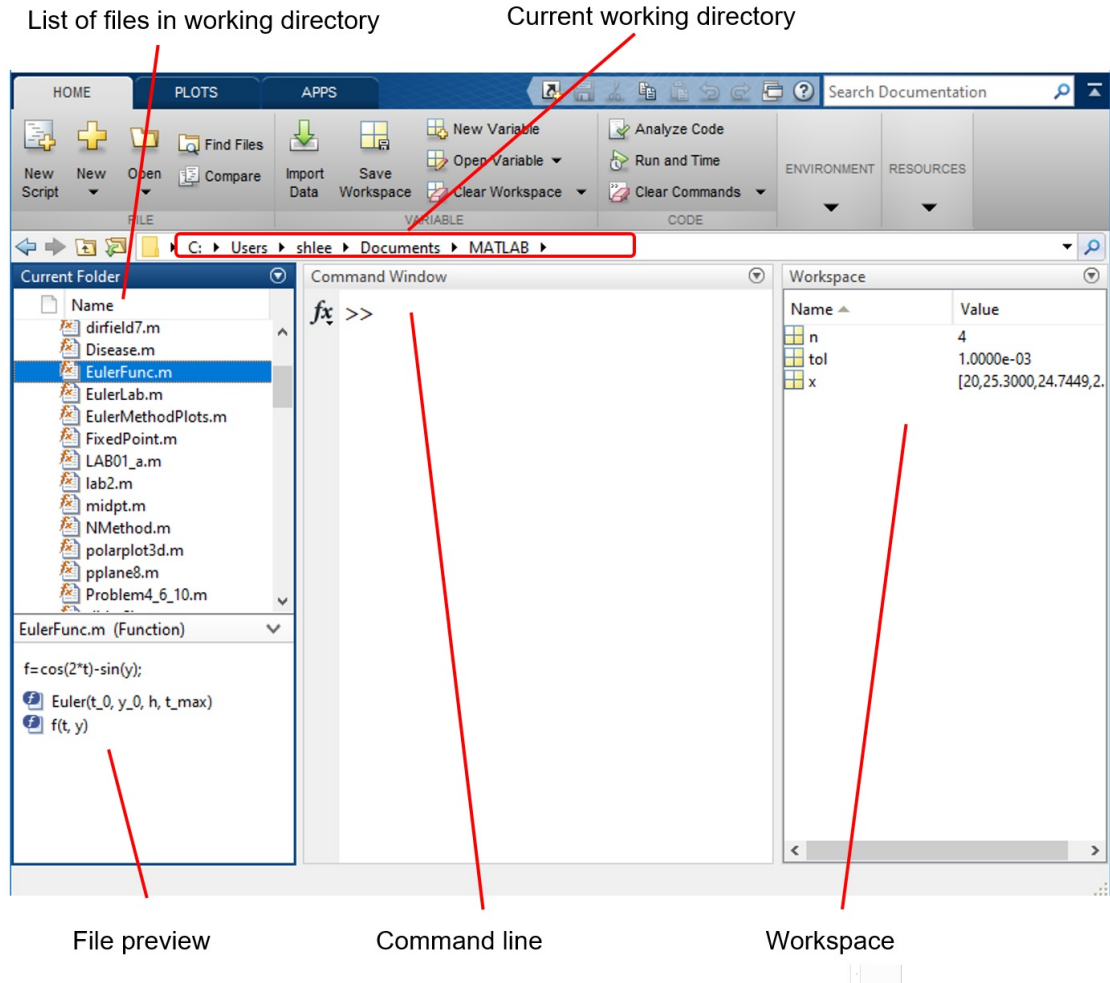 List of files in working directory
Current working directory
HOME
PLOTS
APPS
Search Documentation
New Script
New
Open
Find Files
Compare
Import Data
Save Workspace
New Variable
Open Variable
Clear Workspace
Analyze Code
Run and Time
Clear Commands
ENVIRONMENT
RESOURCES
FILE
VARIABLE
CODE
C: Users shlee Documents MATLAB
Current Folder
Name
dirfield7.m
Disease.m
EulerFunc.m
EulerLab.m
EulerMethodPlots.m
FixedPoint.m
LAB01_a.m
lab2.m
midpt.m
NMethod.m
polarplot3d.m
pplane8.m
Problem4_6_10.m
EulerFunc.m (Function)
f=cos(2*t)-sin(y);
Euler(t_0, y_0, h, t_max)
f(t, y)
Command Window
fx >>
Workspace
Name Value
n 4
tol 1.0000e-03
x [20,25.3000,24.7449,2.
File preview
Command line
Workspace